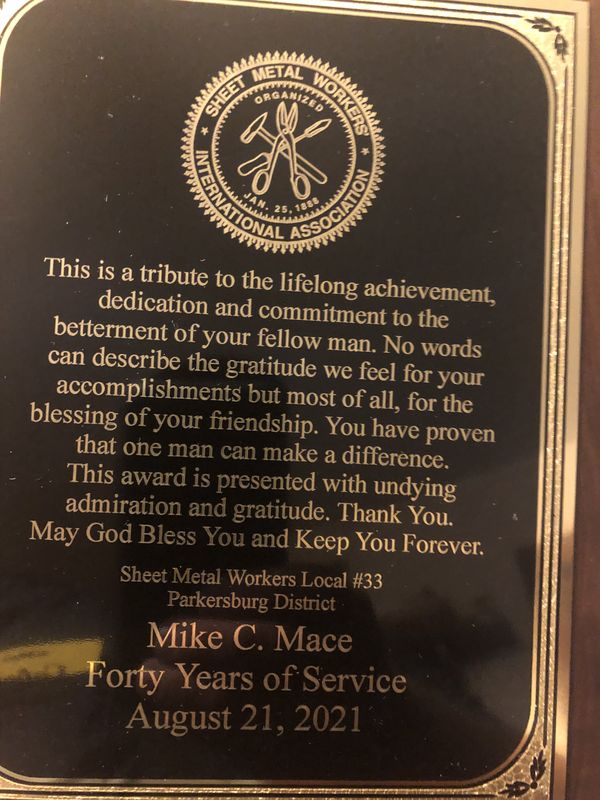 SHEET METAL WORKERS
ORGANIZED
JAN. 25, 1888
INTERNATIONAL ASSOCIATION
This is a tribute to the lifelong achievement,
dedication and commitment to the
betterment of your fellow man. No words
can describe the gratitude we feel for your
accomplishments but most of all, for the
blessing of your friendship. You have proven
that one man can make a difference.
This award is presented with undying
admiration and gratitude. Thank You.
May God Bless You and Keep You Forever.
Sheet Metal Workers Local #33
Parkersburg District
Mike C. Mace
Forty Years of Service
August 21, 2021